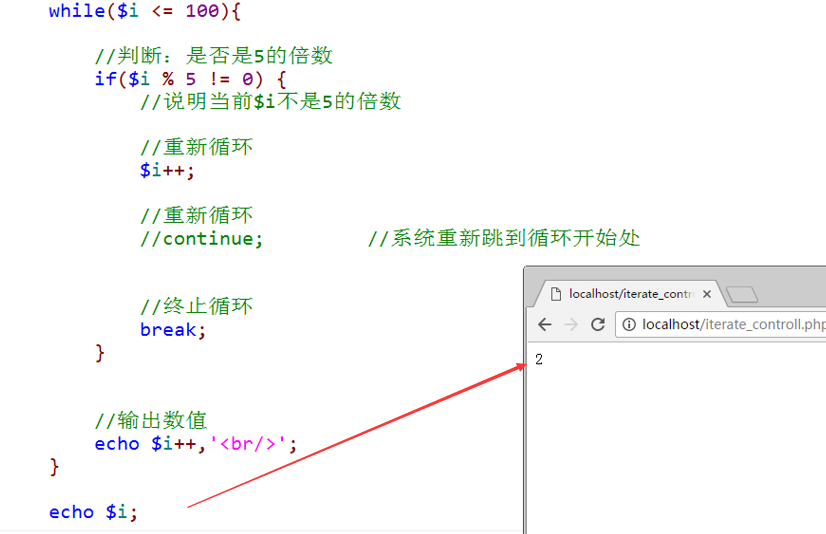 while($i <= 100){
//判断：是否是5的倍数
if($i % 5 != 0) {
//说明当前$i不是5的倍数
//重新循环
$i++;
//重新循环
//continue;          //系统重新跳到循环开始处
//终止循环
break;
}
//输出数值
echo $i++,'<br/>';
}
echo $i;
localhost/iterate_contr
localhost/iterate_controll.php
2